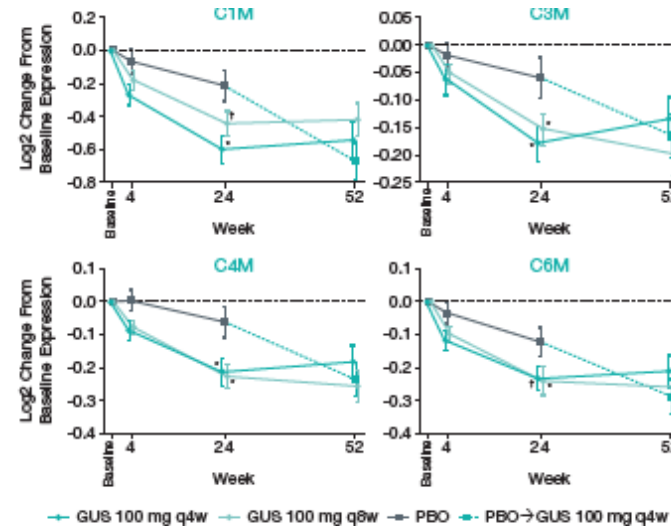 C1M
C3M
Log2 Change From
Baseline Expression
0.2
0.0
-0.2
-0.4
-0.6
-0.8
†
*
Baseline
4
24
52
Week
0.05
0.00
-0.05
-0.10
-0.15
-0.20
-0.25
*
*
Baseline
4
24
5
Week
C4M
C6M
Log2 Change From
Baseline Expression
0.1
0.0
-0.1
-0.2
-0.3
-0.4
*
*
Baseline
4
24
52
Week
0.1
0.0
-0.1
-0.2
-0.3
-0.4
†
*
Baseline
4
24
5
Week
GUS 100 mg q4w GUS 100 mg q8w PBO PBO→GUS 100 mg q4w